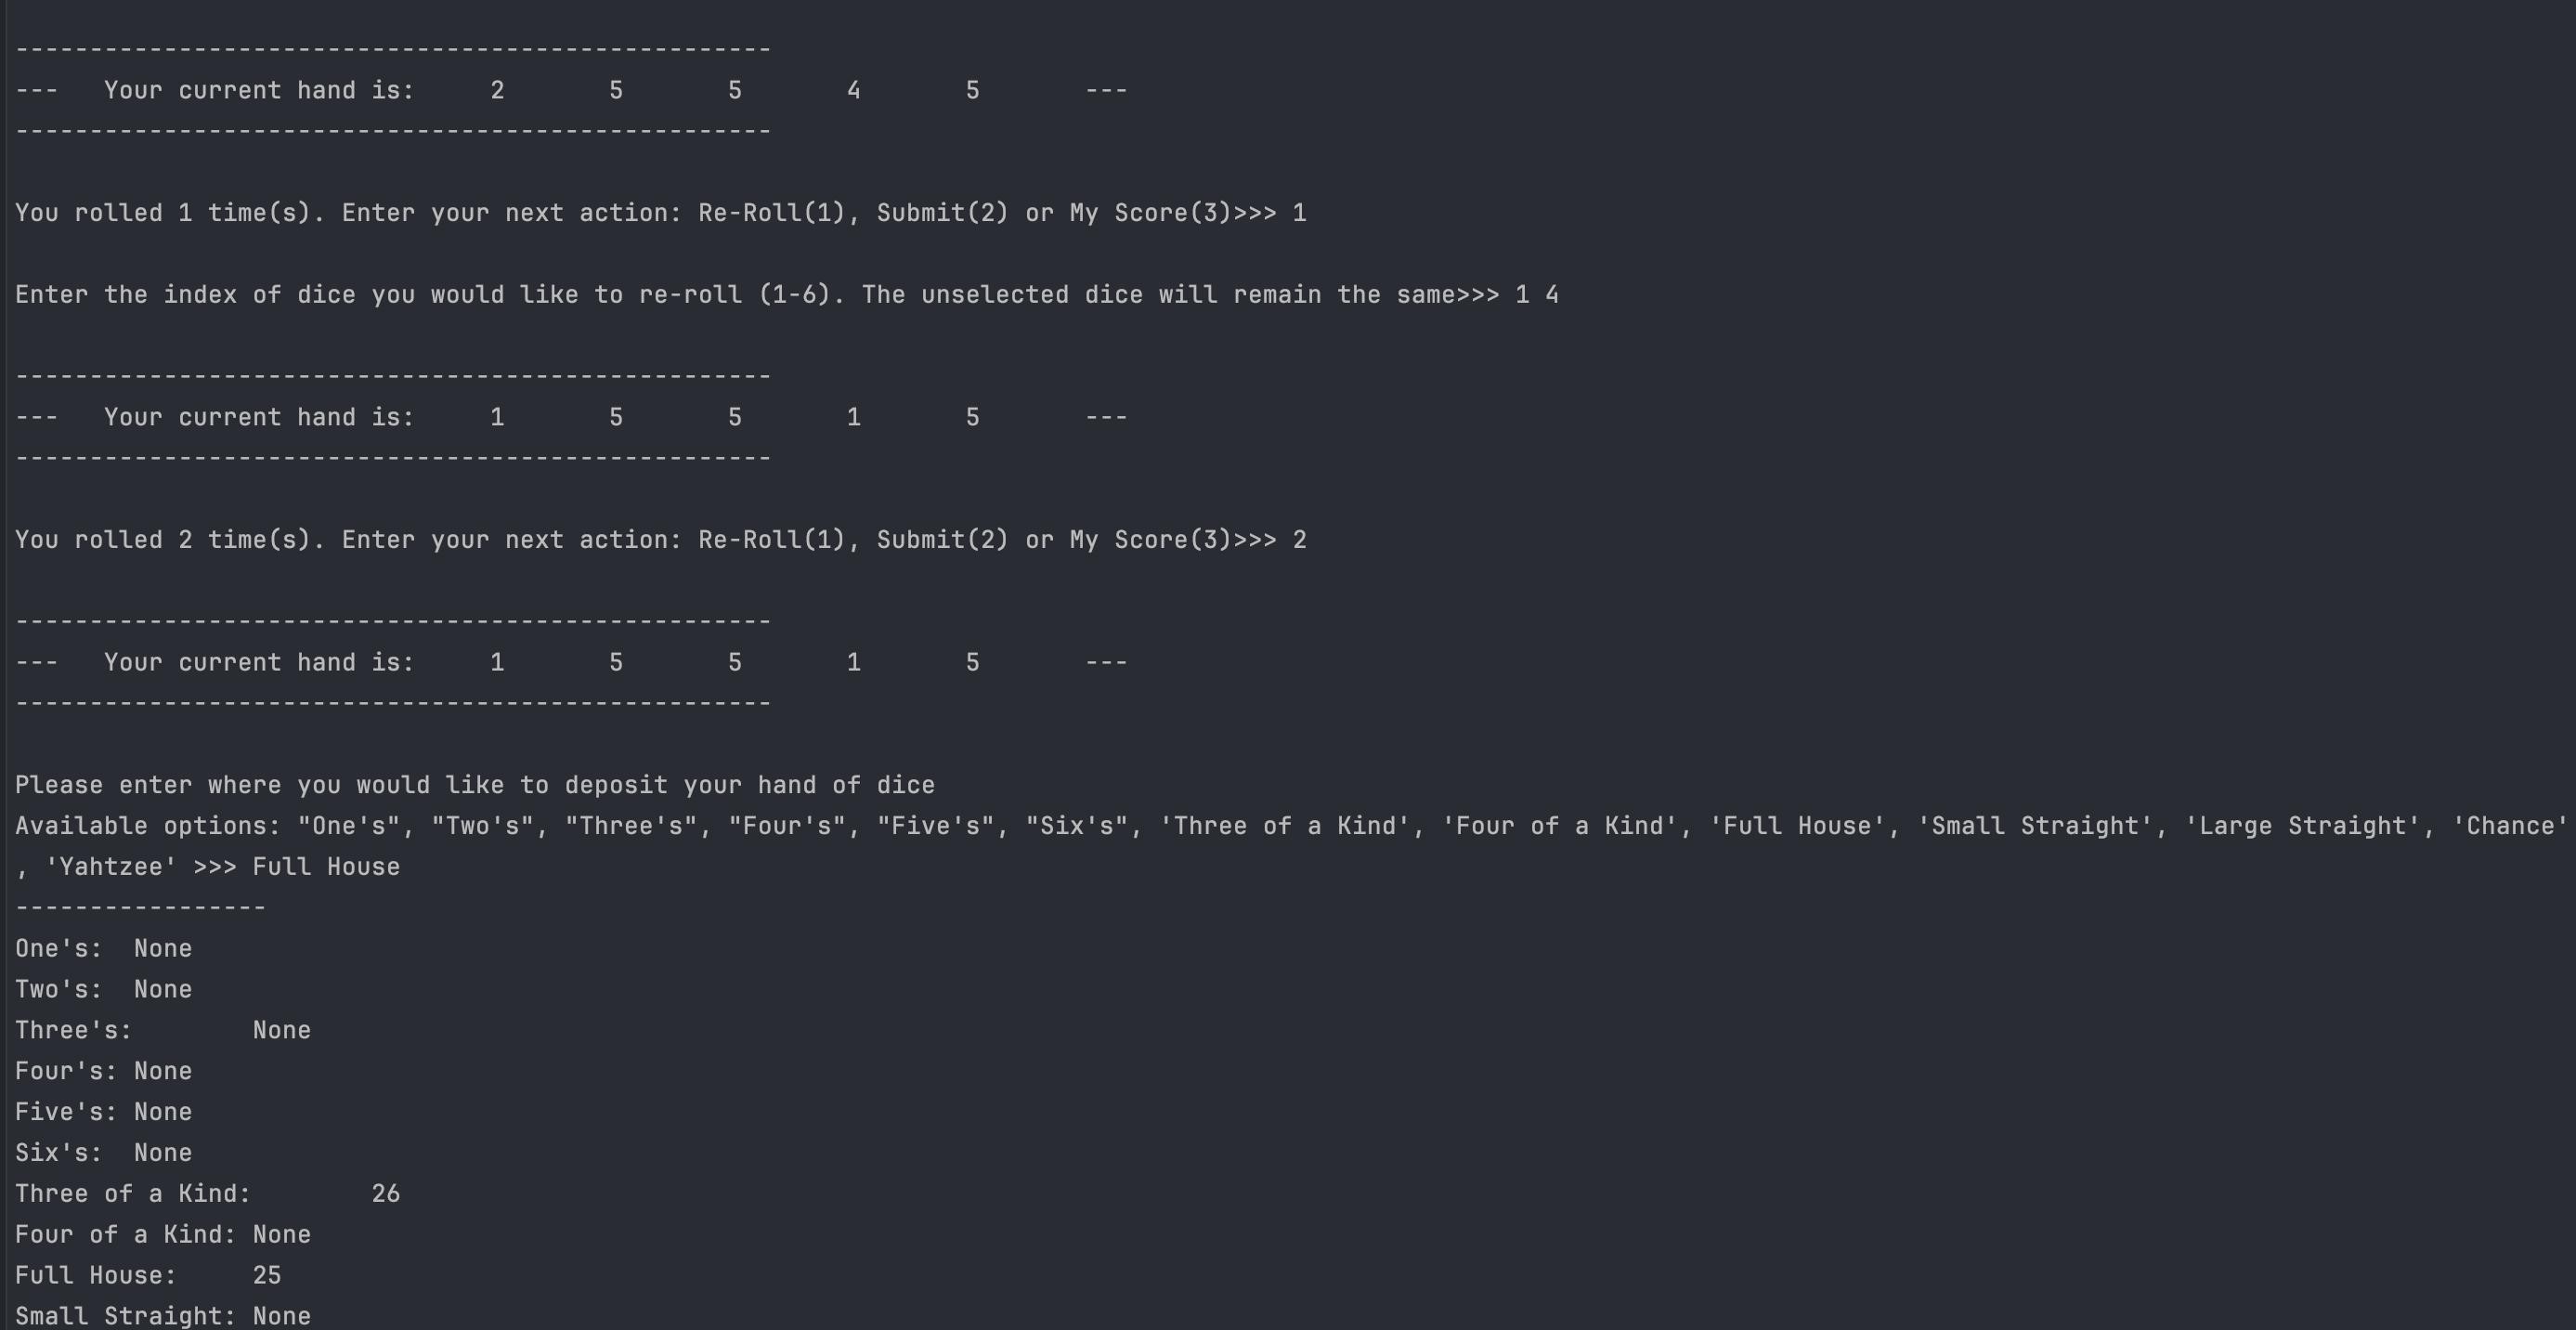 ---------------------------------------------------
---   Your current hand is:     2       5       5       4       5       ---
---------------------------------------------------
You rolled 1 time(s). Enter your next action: Re-Roll(1), Submit(2) or My Score(3)>>> 1
Enter the index of dice you would like to re-roll (1-6). The unselected dice will remain the same>>> 1 4
---------------------------------------------------
---   Your current hand is:     1       5       5       1       5       ---
---------------------------------------------------
You rolled 2 time(s). Enter your next action: Re-Roll(1), Submit(2) or My Score(3)>>> 2
---------------------------------------------------
---   Your current hand is:     1       5       5       1       5       ---
---------------------------------------------------
Please enter where you would like to deposit your hand of dice
Available options: "One's", "Two's", "Three's", "Four's", "Five's", "Six's", 'Three of a Kind', 'Four of a Kind', 'Full House', 'Small Straight', 'Large Straight', 'Chance'
, 'Yahtzee' >>> Full House
-----------------
One's:  None
Two's:  None
Three's:        None
Four's: None
Five's: None
Six's:  None
Three of a Kind:        26
Four of a Kind: None
Full House:     25
Small Straight: None